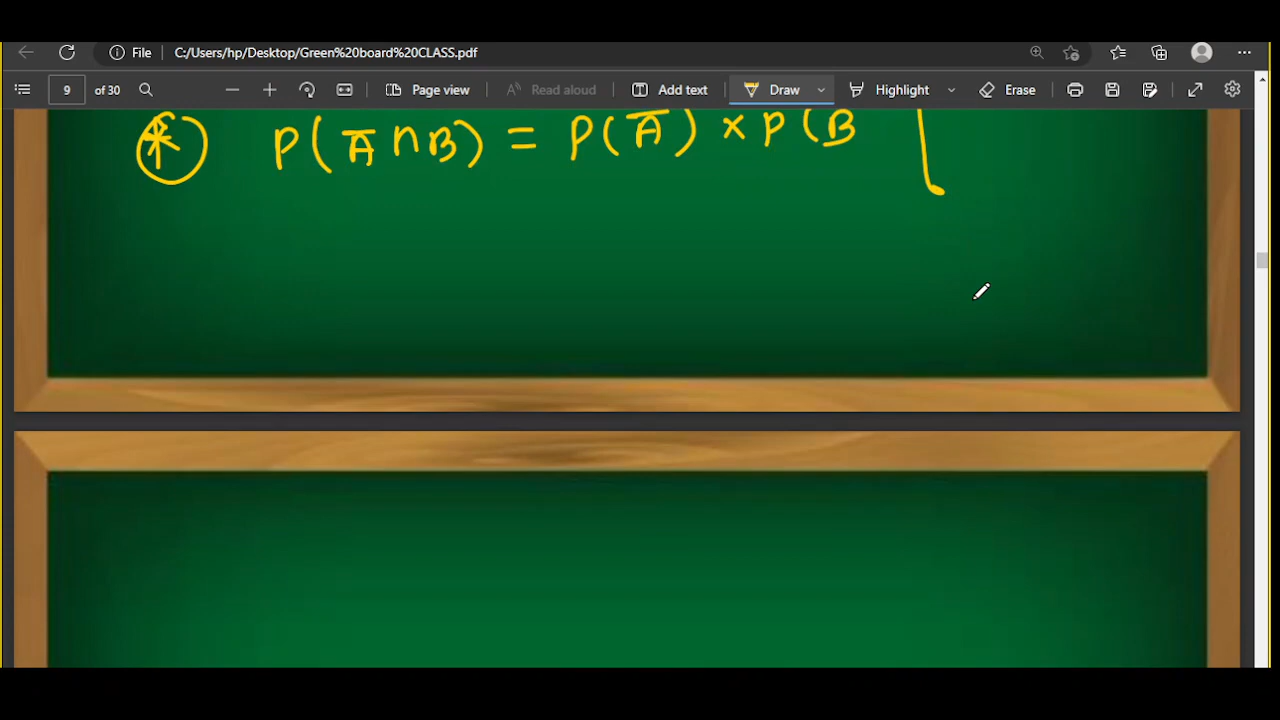 File C:/Users/hp/Desktop/Green%20board%20CLASS.pdf
9 of 30 Page view Read aloud Add text Draw Highlight Erase
* P(A̅ ∩ B) = P(A̅) × P(B